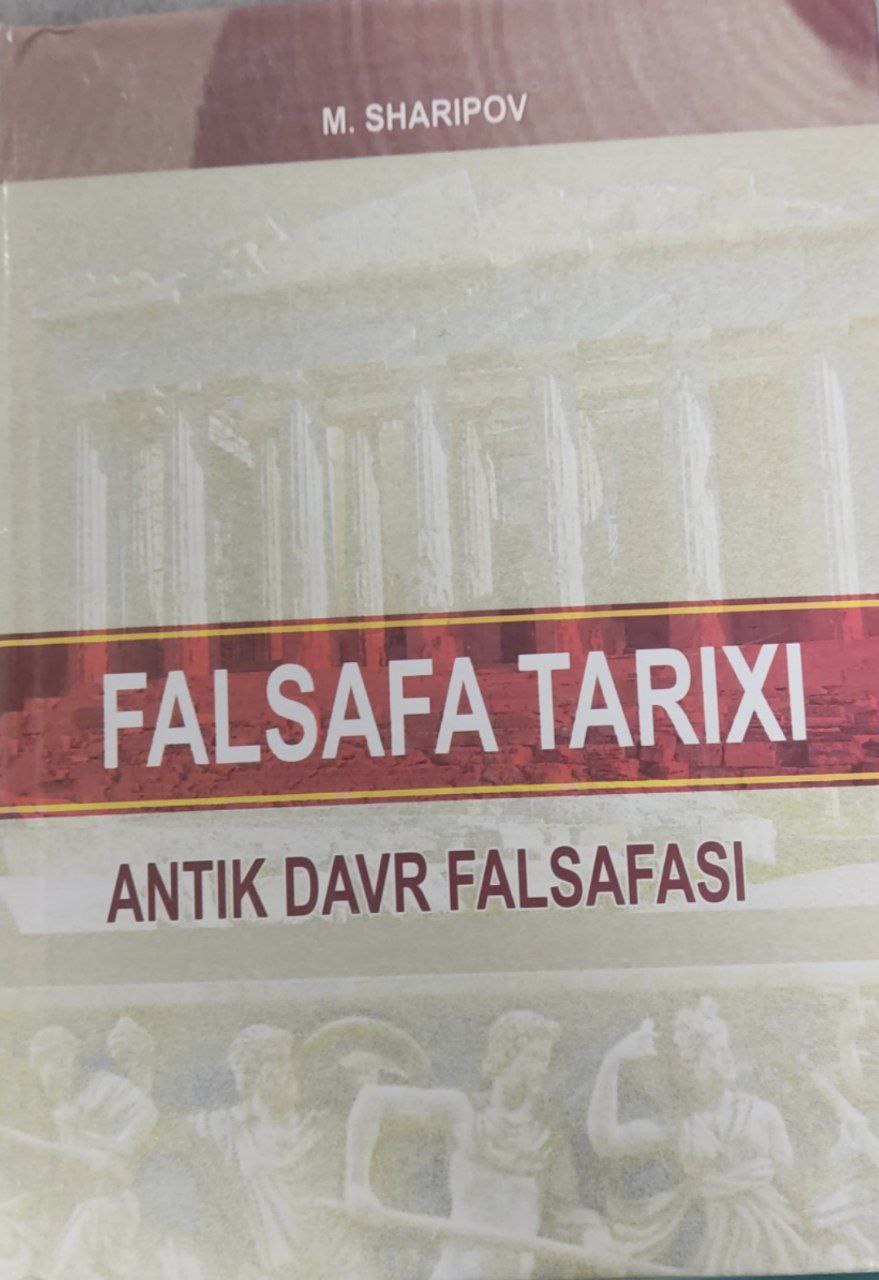 M. SHARIPOV
FALSAFA TARIXI
ANTIK DAVR FALSAFASI